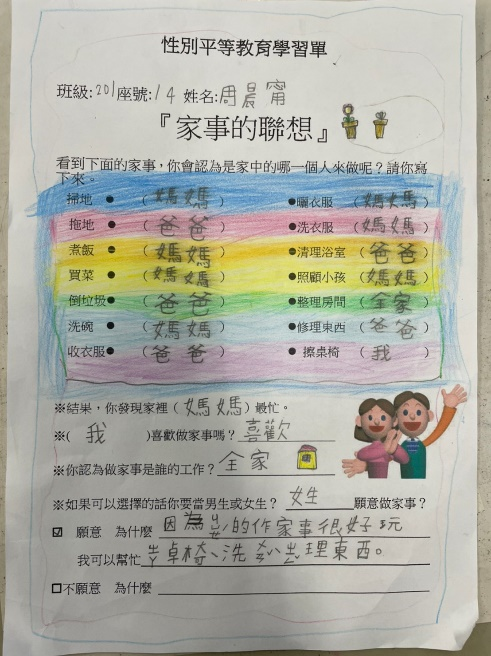 性別平等教育學習單
班級:201座號:14 姓名:周晨甯
『家事的聯想』
看到下面的家事，你會認為是家中的哪一個人來做呢？請你寫
下來。
掃地●（媽媽） ●曬衣服（媽媽）
拖地●（爸爸） ●洗衣服（媽媽）
煮飯●（媽媽） ●清理浴室（爸爸）
買菜●（媽媽） ●照顧小孩（媽媽）
倒垃圾●（爸爸） ●整理房間（全家）
洗碗●（媽媽） ●修理東西（爸爸）
收衣服●（爸爸） ●擦桌椅（我）
※結果，你發現家裡（媽媽）最忙。
※(我)喜歡做家事嗎？喜歡
※你認為做家事是誰的工作？全家
※如果可以選擇的話你要當男生或女生？女生 願意做家事？
☑ 願意 為什麼 因為ㄓㄣ的作家事很好玩
我可以幫忙ㄘㄚ桌椅、洗 理東西。
□不願意 為什麼